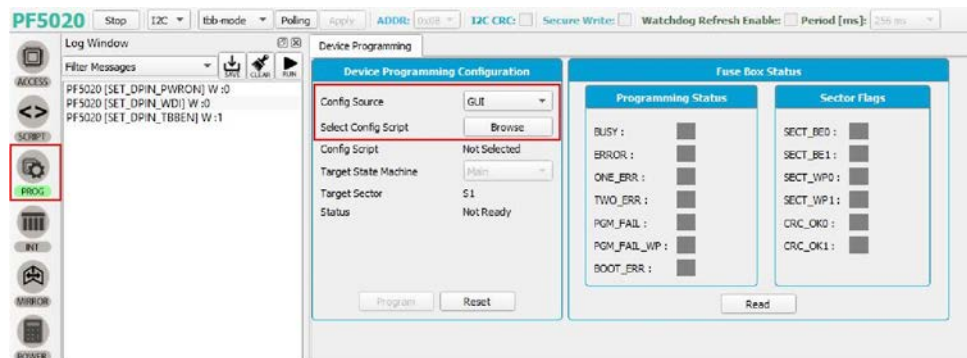 PF5020 Stop I2C tbb-mode Polling Apply ADDR: 0x08 I2C CRC: Secure Write: Watchdog Refresh Enable: Period [ms]: 256 ms
Log Window
Filter Messages SAVE CLEAR RUN
PF5020 [SET_DPIN_PWRON] W :0
PF5020 [SET_DPIN_WDI] W :0
PF5020 [SET_DPIN_TBBEN] W :1
ACCESS
SCRIPT
PROG
INT
MIRROR
POWER
Device Programming
Device Programming Configuration
Config Source GUI
Select Config Script Browse
Config Script Not Selected
Target State Machine Main
Target Sector S1
Status Not Ready
Program Reset
Fuse Box Status
Programming Status
BUSY :
ERROR :
ONE_ERR :
TWO_ERR :
PGM_FAIL :
PGM_FAIL_WP :
BOOT_ERR :
Sector Flags
SECT_BE0 :
SECT_BE1 :
SECT_WP0 :
SECT_WP1 :
CRC_OK0 :
CRC_OK1 :
Read